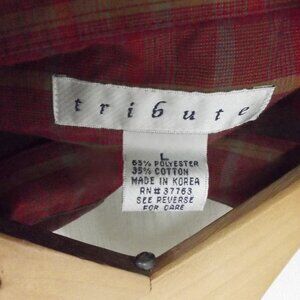 tribute
L
65% POLYESTER
35% COTTON
MADE IN KOREA
RN# 37763
SEE REVERSE
FOR CARE